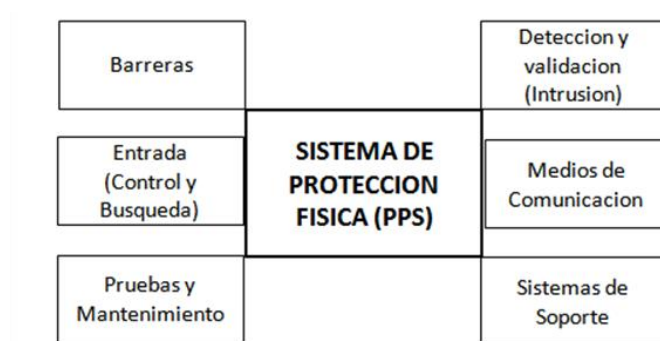 Barreras
Deteccion y
validacion
(Intrusion)
Entrada
(Control y
Busqueda)
SISTEMA DE
PROTECCION
FISICA (PPS)
Medios de
Comunicacion
Pruebas y
Mantenimiento
Sistemas de
Soporte